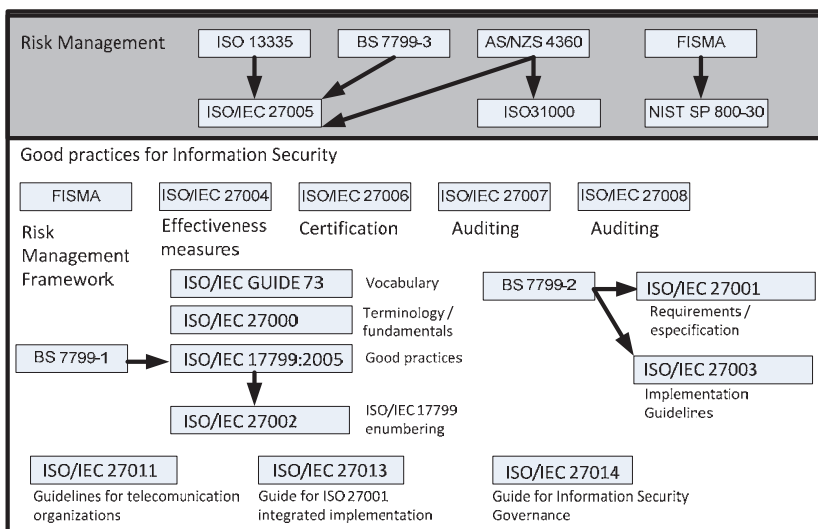 Risk Management
ISO 13335
BS 7799-3
AS/NZS 4360
FISMA
ISO/IEC 27005
ISO31000
NIST SP 800-30
Good practices for Information Security
FISMA
ISO/IEC 27004
ISO/IEC 27006
ISO/IEC 27007
ISO/IEC 27008
Risk
Management
Framework
Effectiveness
measures
Certification
Auditing
Auditing
ISO/IEC GUIDE 73
Vocabulary
BS 7799-2
ISO/IEC 27001
Requirements /
especification
ISO/IEC 27000
Terminology /
fundamentals
BS 7799-1
ISO/IEC 17799:2005
Good practices
ISO/IEC 27003
Implementation
Guidelines
ISO/IEC 27002
ISO/IEC 17799
enumbering
ISO/IEC 27011
Guidelines for telecomunication
organizations
ISO/IEC 27013
Guide for ISO 27001
integrated implementation
ISO/IEC 27014
Guide for Information Security
Governance